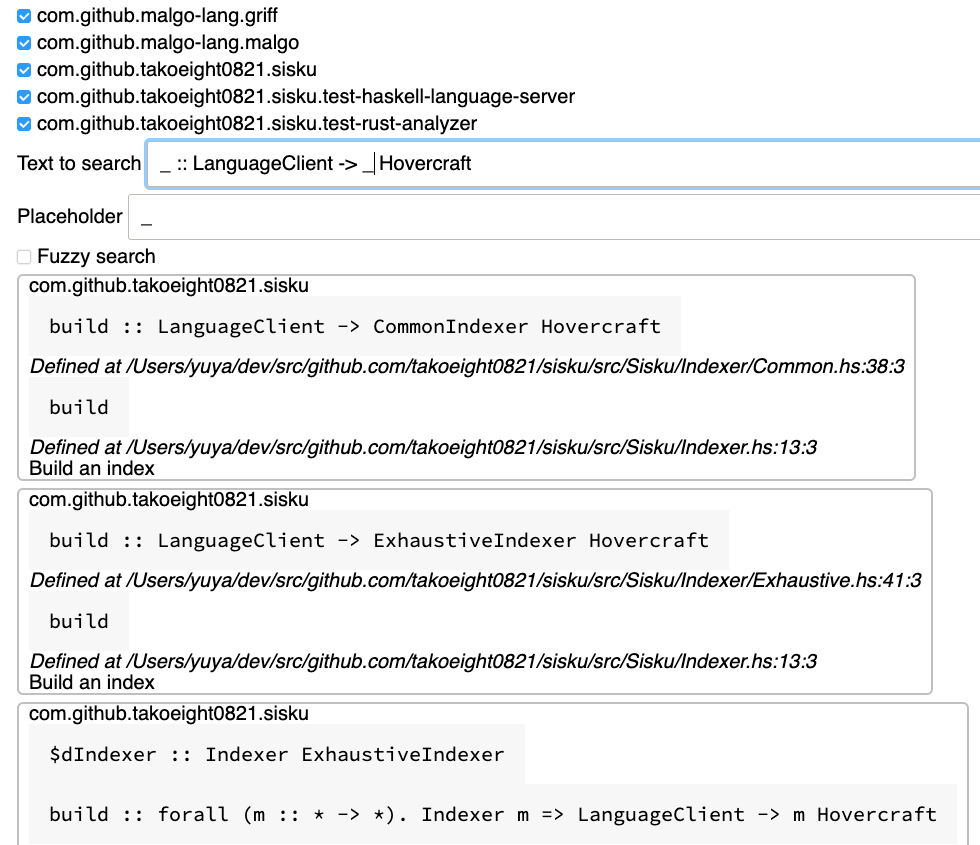 com.github.malgo-lang.griff
com.github.malgo-lang.malgo
com.github.takoeight0821.sisku
com.github.takoeight0821.sisku.test-haskell-language-server
com.github.takoeight0821.sisku.test-rust-analyzer
Text to search _ :: LanguageClient -> _ Hovercraft
Placeholder _
Fuzzy search
com.github.takoeight0821.sisku
build :: LanguageClient -> CommonIndexer Hovercraft
Defined at /Users/yuya/dev/src/github.com/takoeight0821/sisku/src/Sisku/Indexer/Common.hs:38:3
build
Defined at /Users/yuya/dev/src/github.com/takoeight0821/sisku/src/Sisku/Indexer.hs:13:3
Build an index
com.github.takoeight0821.sisku
build :: LanguageClient -> ExhaustiveIndexer Hovercraft
Defined at /Users/yuya/dev/src/github.com/takoeight0821/sisku/src/Sisku/Indexer/Exhaustive.hs:41:3
build
Defined at /Users/yuya/dev/src/github.com/takoeight0821/sisku/src/Sisku/Indexer.hs:13:3
Build an index
com.github.takoeight0821.sisku
$dIndexer :: Indexer ExhaustiveIndexer
build :: forall (m :: * -> *). Indexer m => LanguageClient -> m Hovercraft